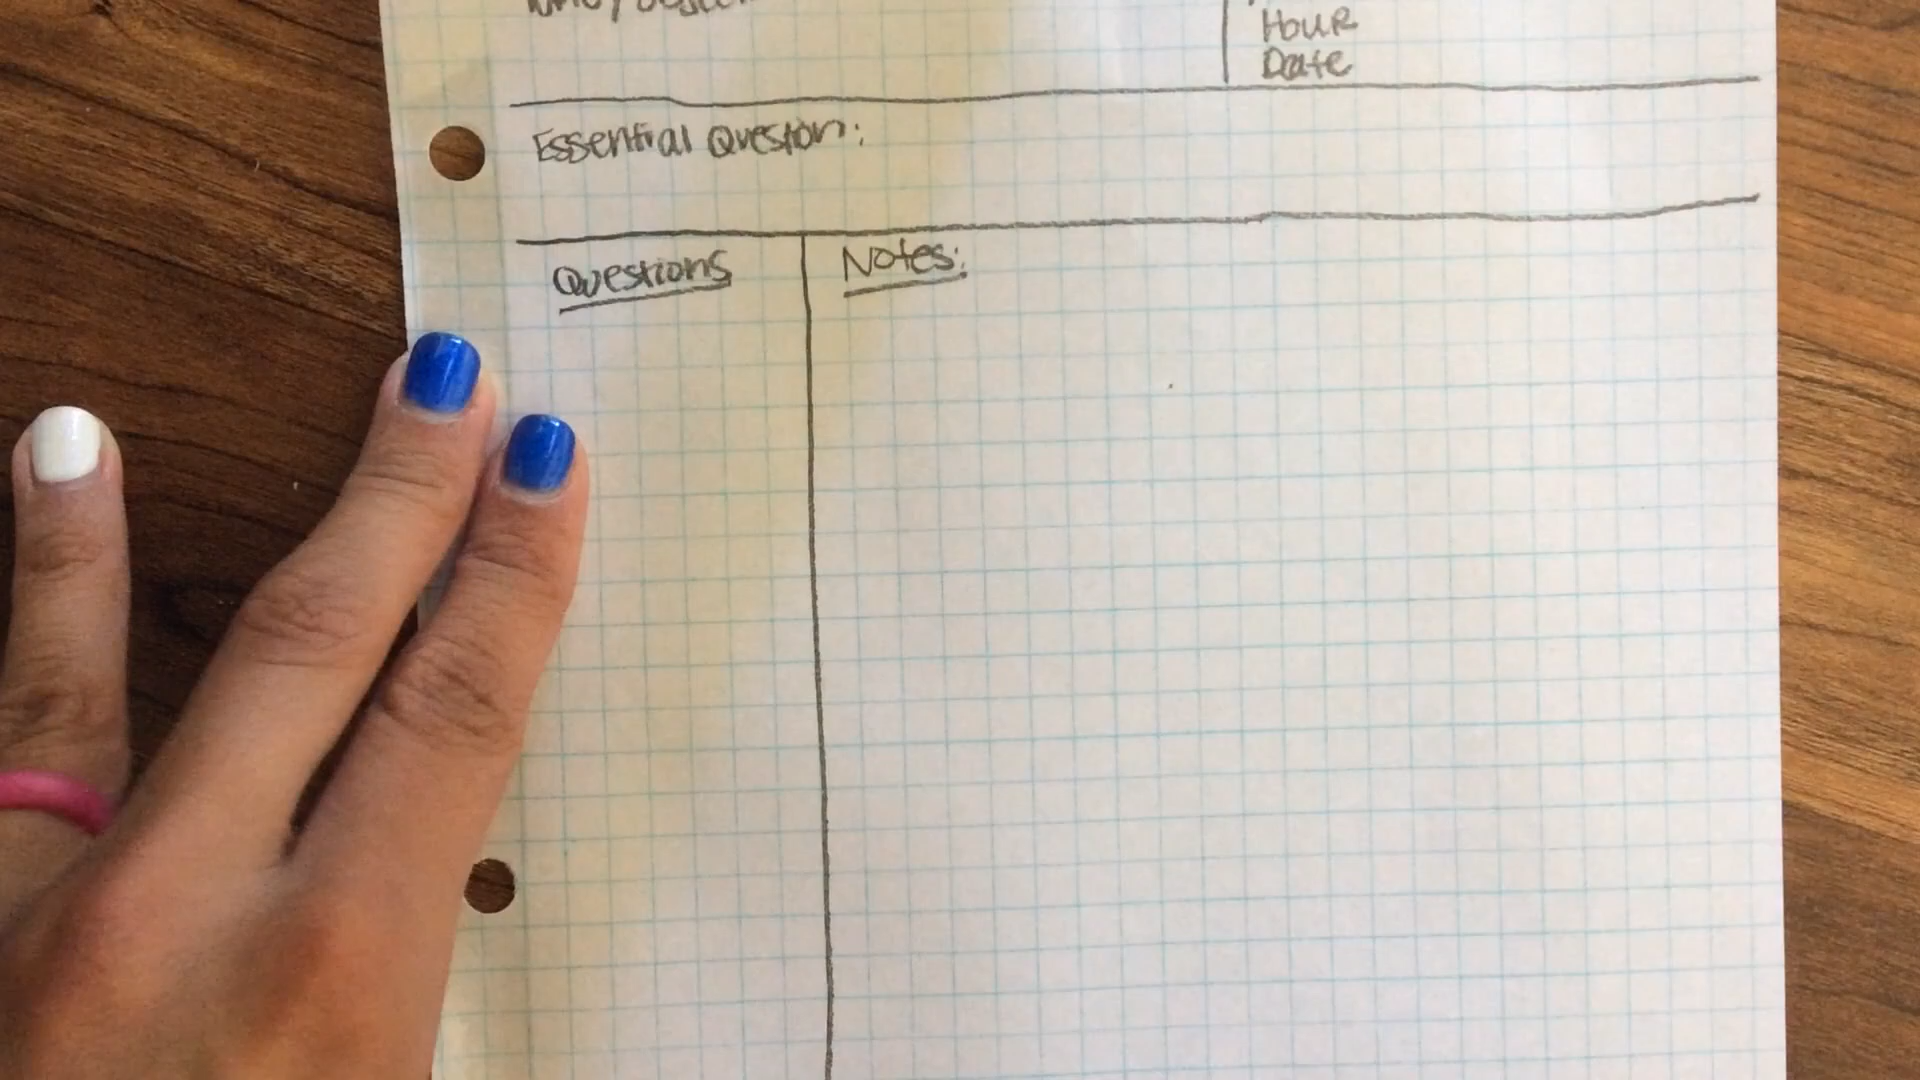 Hour
Date
Essential Question:
Questions
Notes: